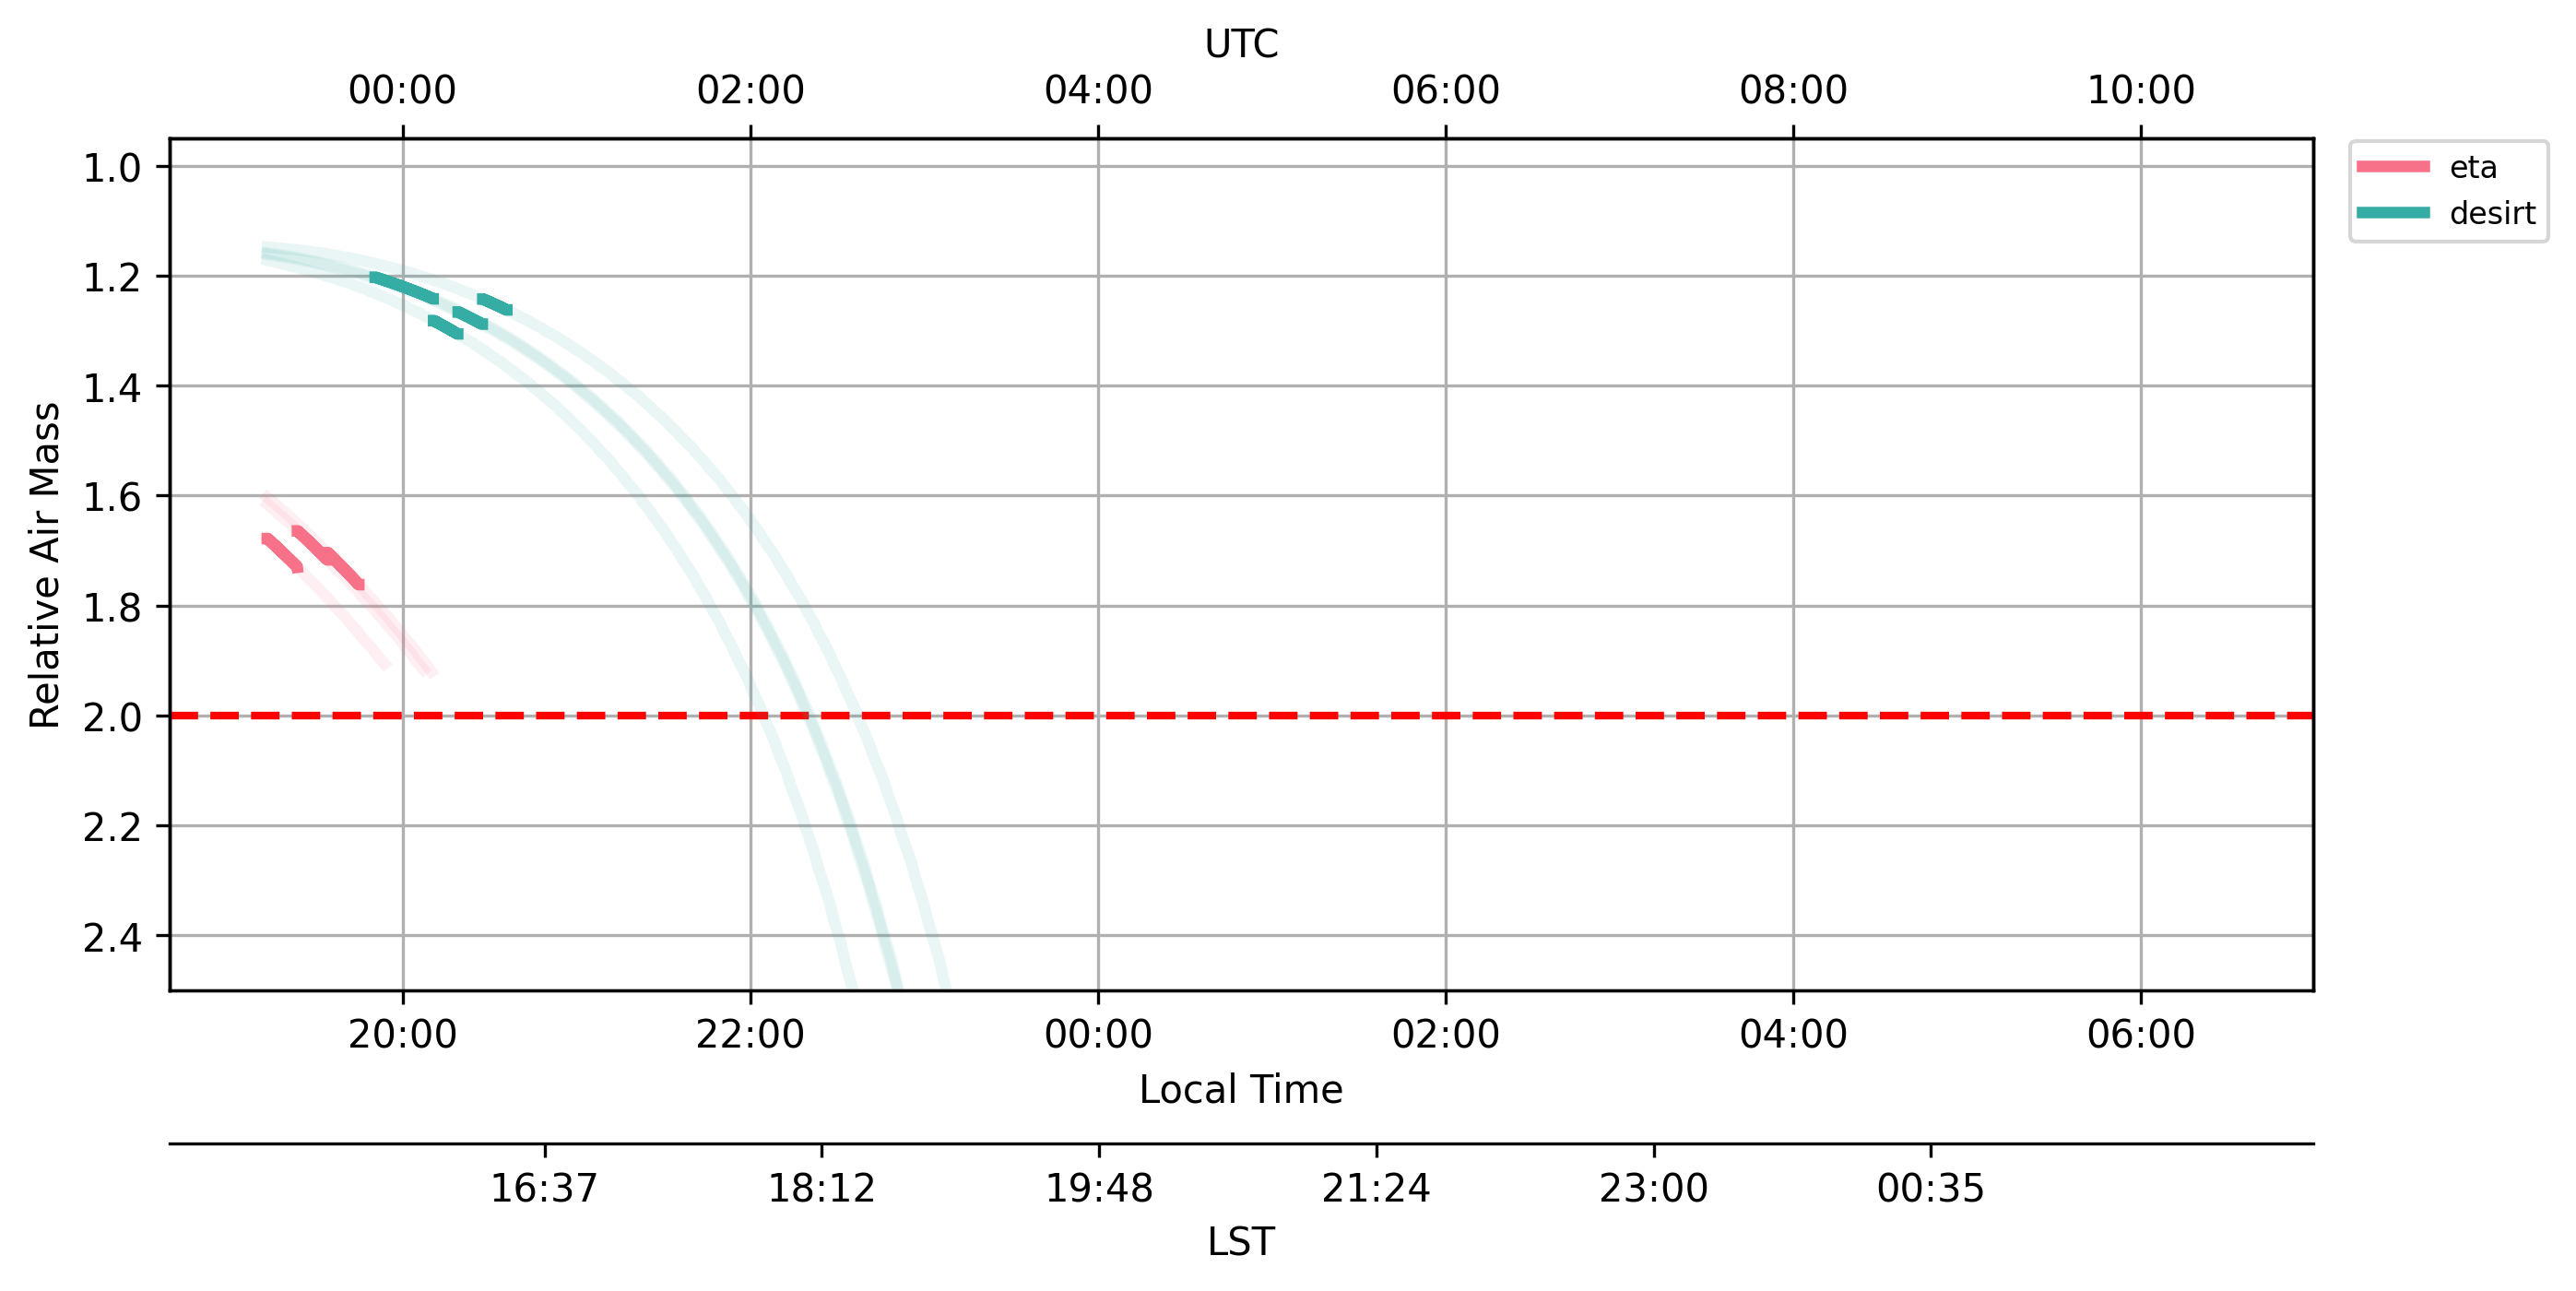 UTC
00:00 02:00 04:00 06:00 08:00 10:00
1.0
1.2
1.4
1.6
1.8
2.0
2.2
2.4
Relative Air Mass
eta
desirt
20:00 22:00 00:00 02:00 04:00 06:00
Local Time
16:37 18:12 19:48 21:24 23:00 00:35
LST